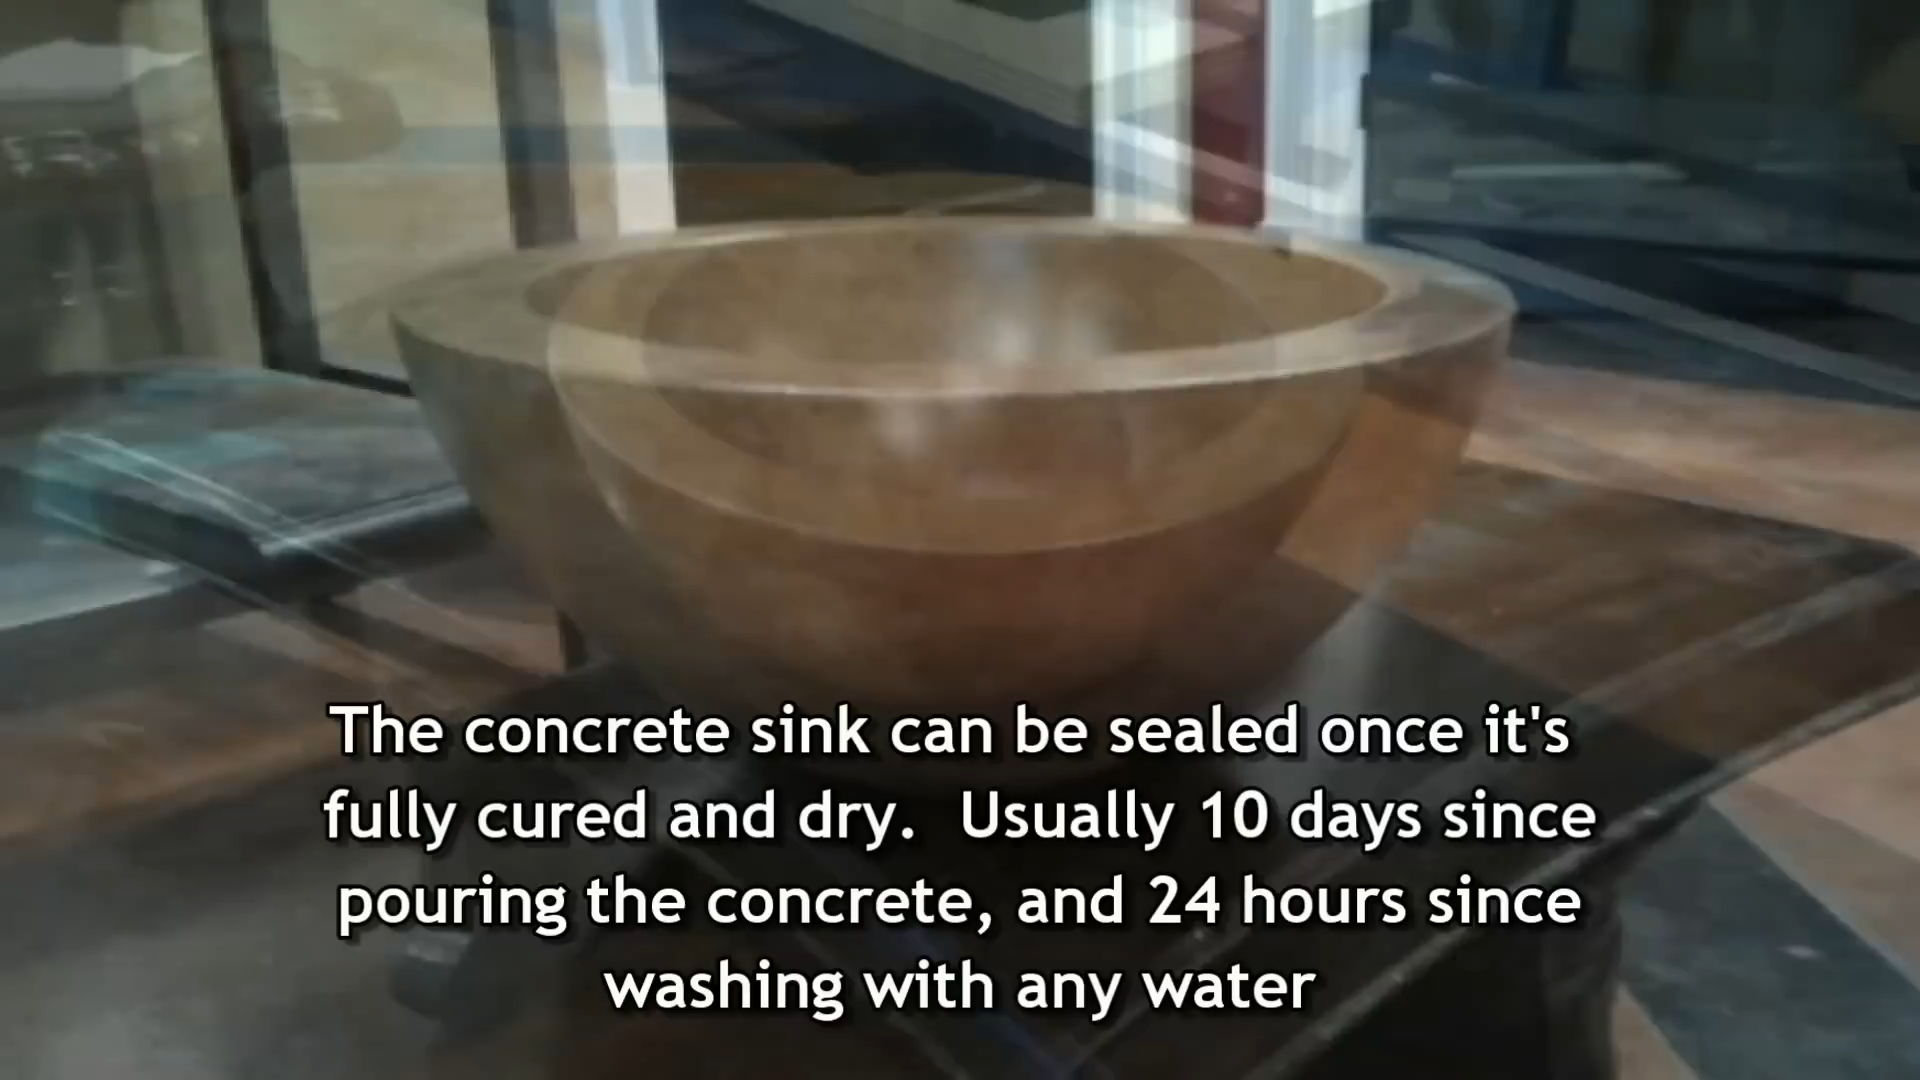 The concrete sink can be sealed once it's
fully cured and dry.  Usually 10 days since
pouring the concrete, and 24 hours since
washing with any water